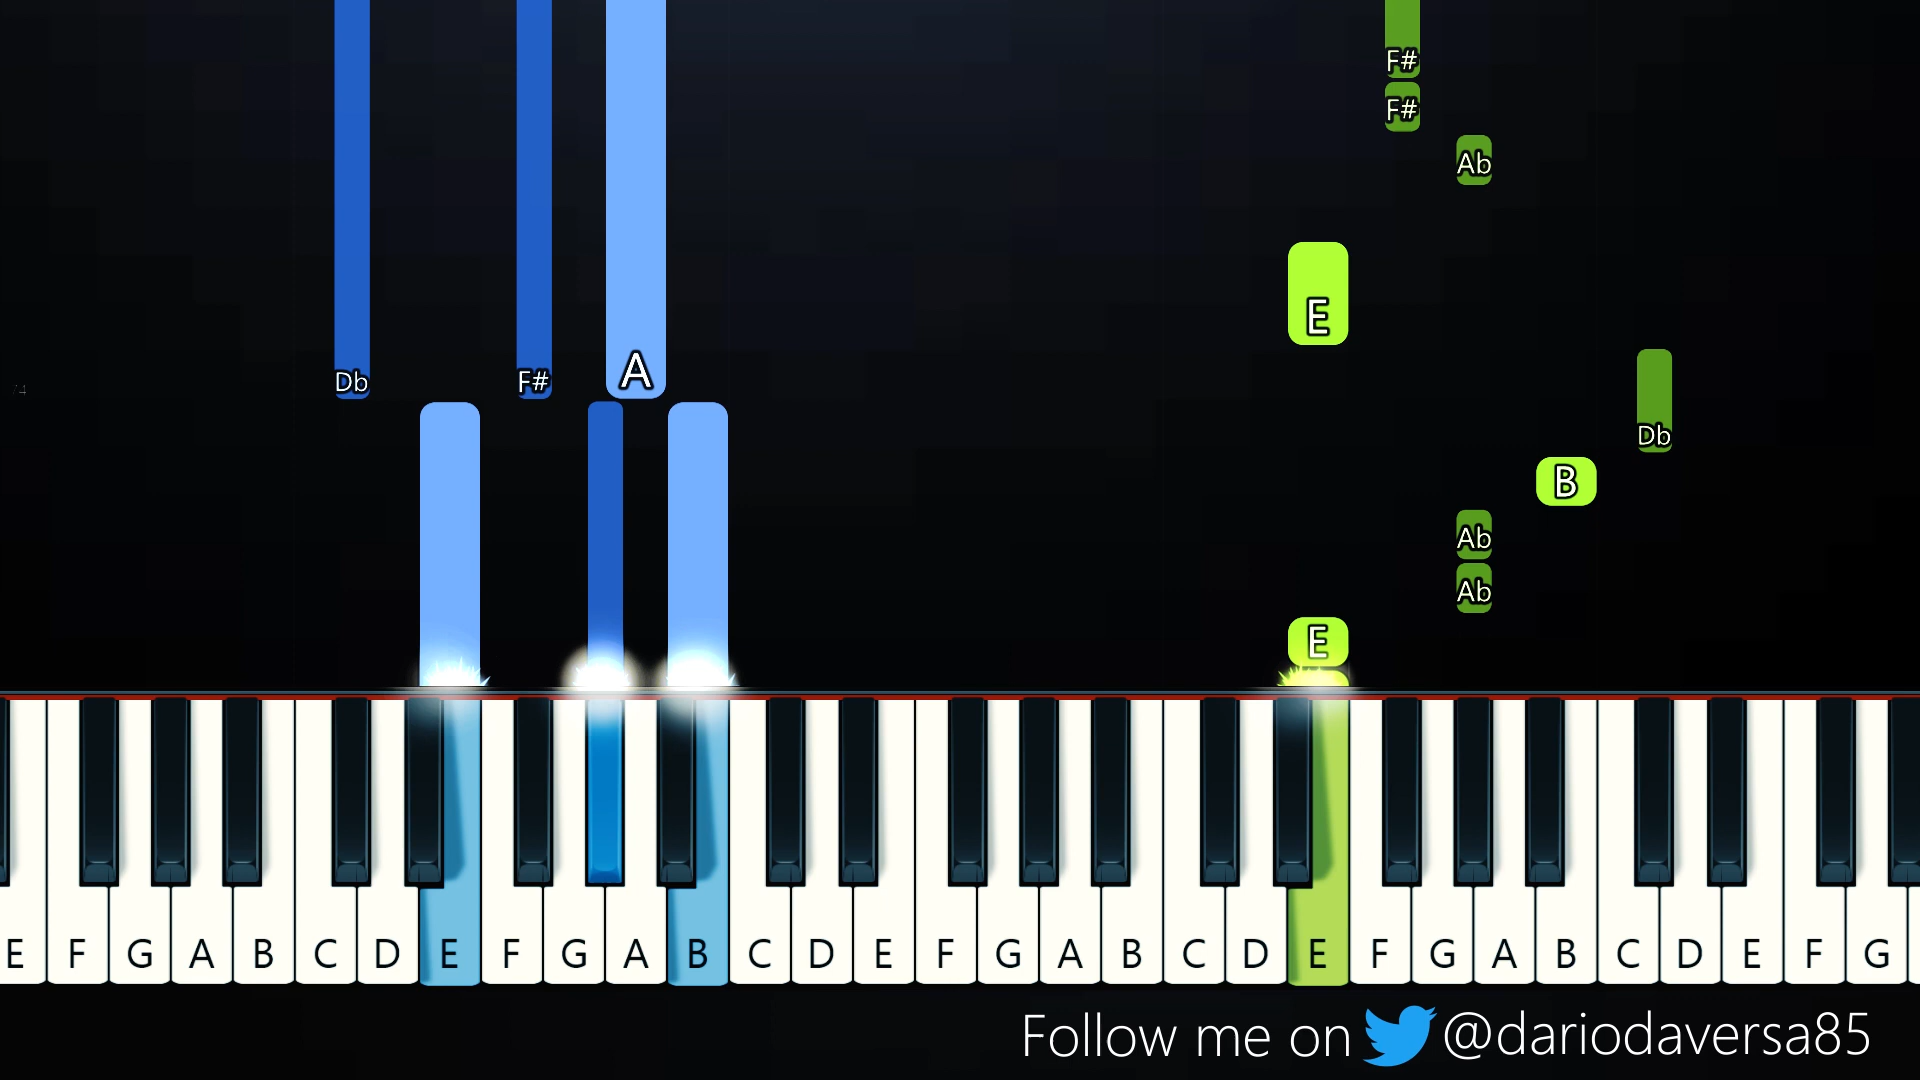 F#
F#
Ab
E
Db F# A
Db
B
Ab
Ab
E
E F G A B C D E F G A B C D E F G A B C D E F G A B C D E F G
Follow me on @dariodaversa85